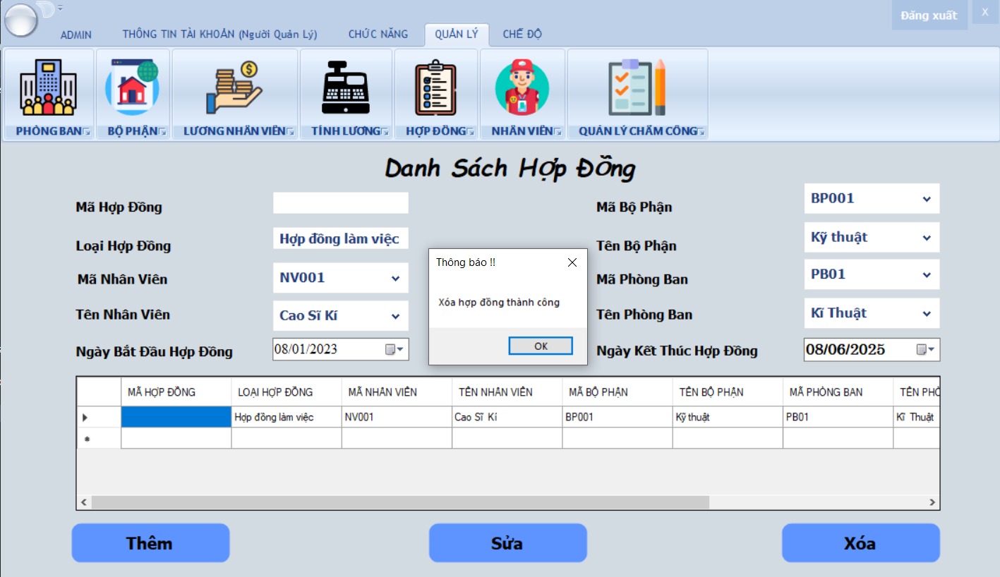 Đăng xuất
X
ADMIN
THÔNG TIN TÀI KHOẢN (Người Quản Lý)
CHỨC NĂNG
QUẢN LÝ
CHẾ ĐỘ
PHÒNG BAN
BỘ PHẬN
LƯƠNG NHÂN VIÊN
TÍNH LƯƠNG
HỢP ĐỒNG
NHÂN VIÊN
QUẢN LÝ CHẤM CÔNG
Danh Sách Hợp Đồng
Mã Hợp Đồng
Mã Bộ Phận
BP001
Loại Hợp Đồng
Hợp đồng làm việc
Tên Bộ Phận
Kỹ thuật
Mã Nhân Viên
NV001
Mã Phòng Ban
PB01
Tên Nhân Viên
Cao Sĩ Kí
Tên Phòng Ban
Kĩ Thuật
Ngày Bắt Đầu Hợp Đồng
08/01/2023
Ngày Kết Thúc Hợp Đồng
08/06/2025
Thông báo !!
Xóa hợp đồng thành công
OK
MÃ HỢP ĐỒNG LOẠI HỢP ĐỒNG MÃ NHÂN VIÊN TÊN NHÂN VIÊN MÃ BỘ PHẬN TÊN BỘ PHẬN MÃ PHÒNG BAN TÊN PHÒ
Hợp đồng làm việc NV001 Cao Sĩ Kí BP001 Kỹ thuật PB01 Kĩ Thuật
Thêm
Sửa
Xóa